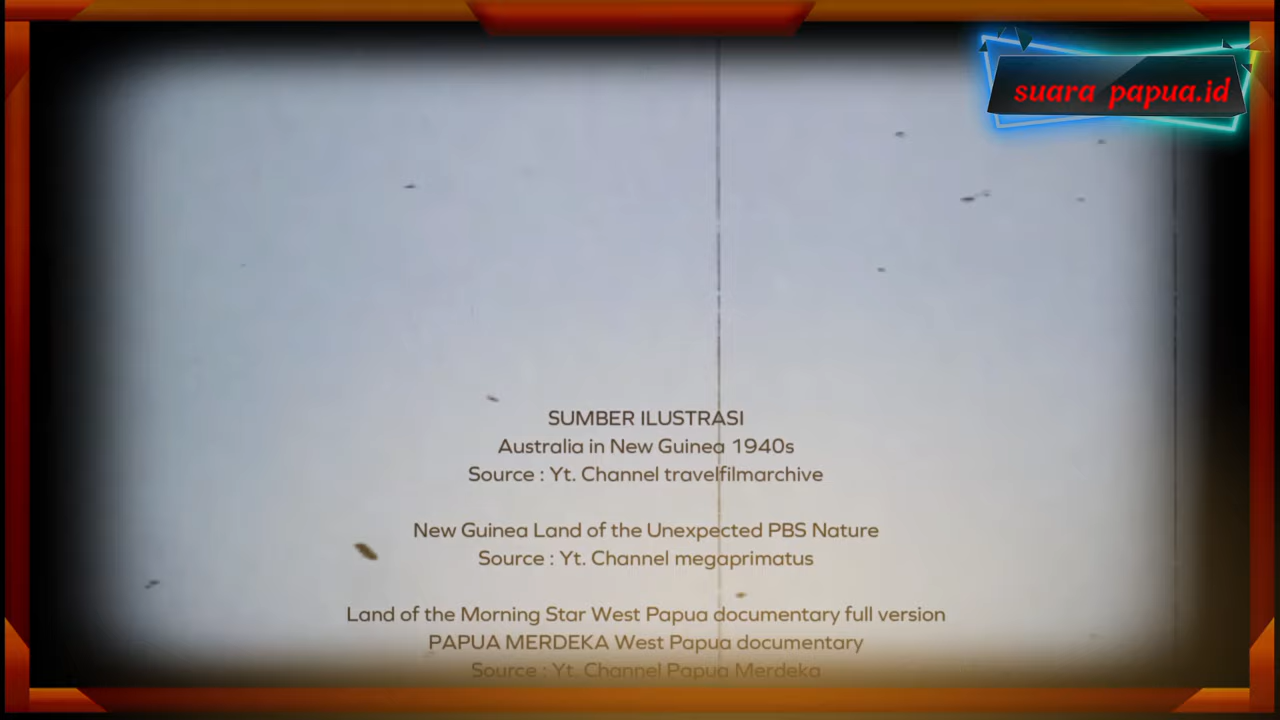 suara papua.id
SUMBER ILUSTRASI
Australia in New Guinea 1940s
Source : Yt. Channel travelfilmarchive
New Guinea Land of the Unexpected PBS Nature
Source : Yt. Channel megaprimatus
Land of the Morning Star West Papua documentary full version
PAPUA MERDEKA West Papua documentary
Source : Yt. Channel Papua Merdeka